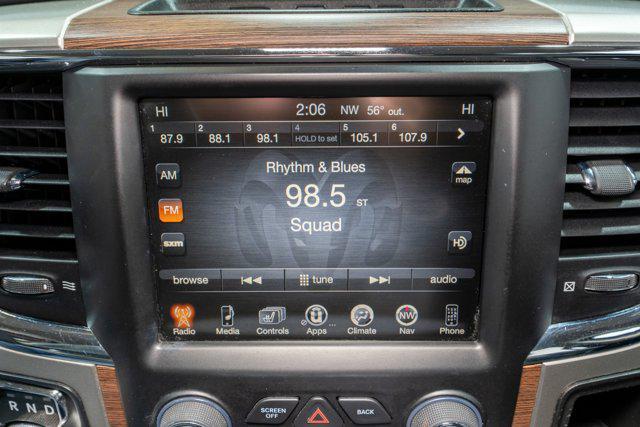 HI 2:06 NW 56° out. HI
1 2 3 4 5 6
87.9 88.1 98.1 HOLD to set 105.1 107.9
Rhythm & Blues
AM map
98.5 ST
FM
Squad
sxm HD
browse tune audio
Radio Media Controls Apps Climate Nav Phone
NW
R N D
SCREEN OFF BACK